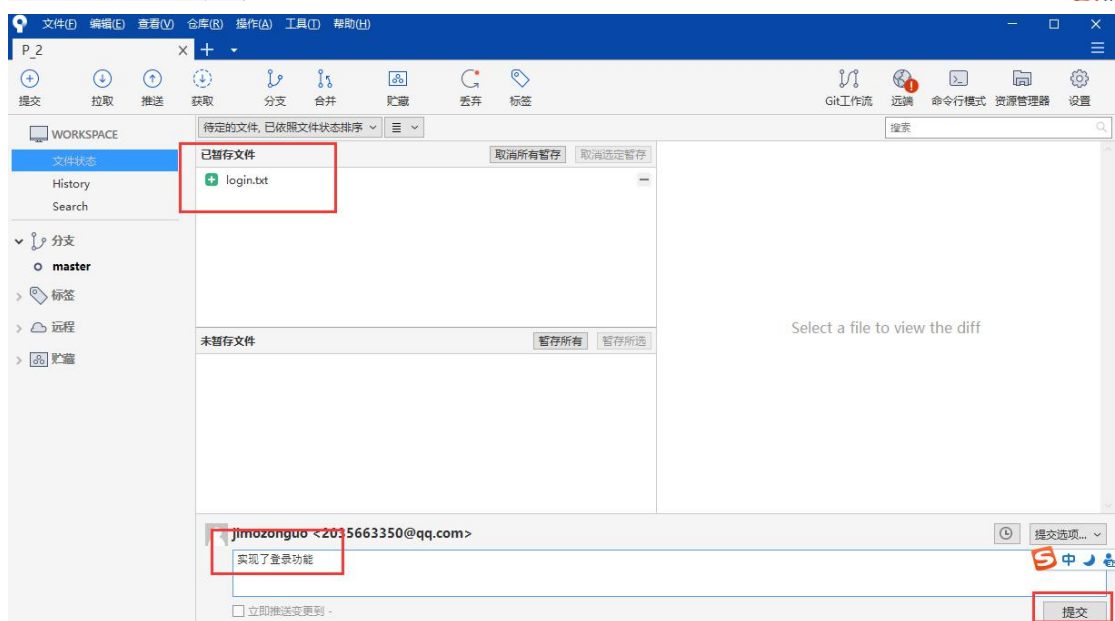 文件(F) 编辑(E) 查看(V) 仓库(R) 操作(A) 工具(T) 帮助(H)
P_2
提交 拉取 推送 获取 分支 合并 贮藏 丢弃 标签 Git工作流 远端 命令行模式 资源管理器 设置
WORKSPACE
待定的文件, 已依照文件状态排序
搜索
文件状态
已暂存文件 取消所有暂存 取消选定暂存
History
login.txt
Search
分支
master
标签
远程
Select a file to view the diff
未暂存文件 暂存所有 暂存所选
贮藏
jimozonguo <2035663350@qq.com>
提交选项...
实现了登录功能
中
立即推送变更到 -
提交